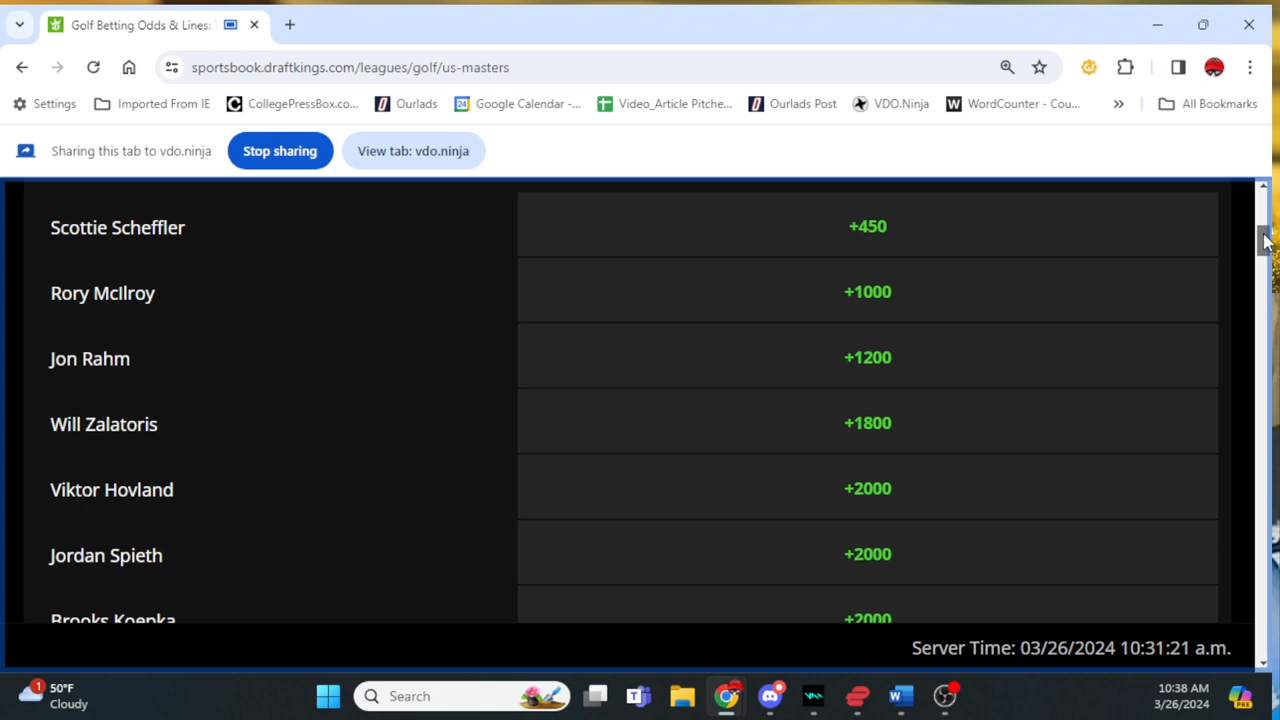 Golf Betting Odds & Lines:
sportsbook.draftkings.com/leagues/golf/us-masters
Settings Imported From IE CollegePressBox.co... Ourlads Google Calendar -... Video_Article Pitche... Ourlads Post VDO.Ninja WordCounter - Cou... » All Bookmarks
Sharing this tab to vdo.ninja Stop sharing View tab: vdo.ninja
Scottie Scheffler +450
Rory McIlroy +1000
Jon Rahm +1200
Will Zalatoris +1800
Viktor Hovland +2000
Jordan Spieth +2000
Brooks Koepka +2000
Server Time: 03/26/2024 10:31:21 a.m.
1 50°F Search 10:38 AM
Cloudy 3/26/2024 PRE